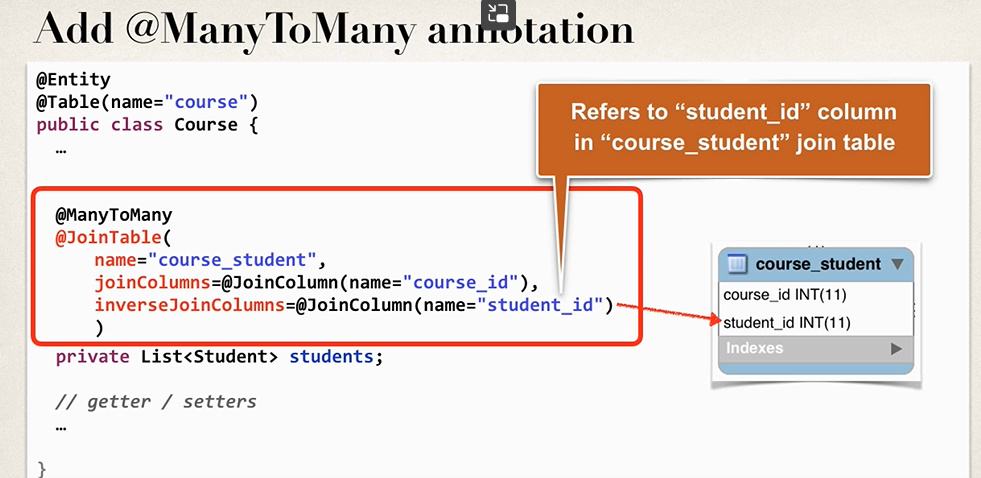 Add @ManyToMany annotation
@Entity
@Table(name="course")
public class Course {
…
Refers to “student_id” column
in “course_student” join table
@ManyToMany
@JoinTable(
name="course_student",
joinColumns=@JoinColumn(name="course_id"),
inverseJoinColumns=@JoinColumn(name="student_id")
)
private List<Student> students;
// getter / setters
…
}
course_student
course_id INT(11)
student_id INT(11)
Indexes